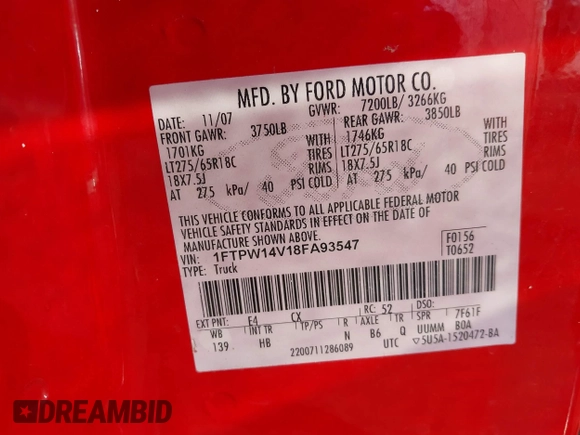 MFD. BY FORD MOTOR CO.
DATE: 11/07 GVWR: 7200LB/ 3266KG
FRONT GAWR: 3750LB REAR GAWR: 3850LB
1701KG WITH 1746KG WITH
LT275/65R18C TIRES LT275/65R18C TIRES
18X7.5J RIMS 18X7.5J RIMS
AT 275 kPa/ 40 PSI COLD AT 275 kPa/ 40 PSI COLD
THIS VEHICLE CONFORMS TO ALL APPLICABLE FEDERAL MOTOR
VEHICLE SAFETY STANDARDS IN EFFECT ON THE DATE OF
MANUFACTURE SHOWN ABOVE.
VIN: 1FTPW14V18FA93547 F0156
TYPE: Truck T0652
EXT PNT: E4 CX RC: 52 DSO:
WB INT TR TP/PS R AXLE TR SPR 7F61F
139 HB N B6 Q UUMM BOA
2200711286089 UTC ▽5U5A-1520472-BA
DREAMBID